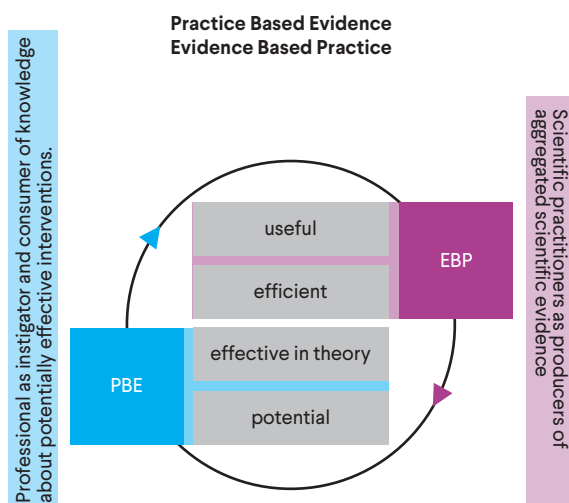 Practice Based Evidence
Evidence Based Practice
Professional as instigator and consumer of knowledge
about potentially effective interventions.
useful
efficient
EBP
effective in theory
potential
PBE
Scientific practitioners as producers of
aggregated scientific evidence